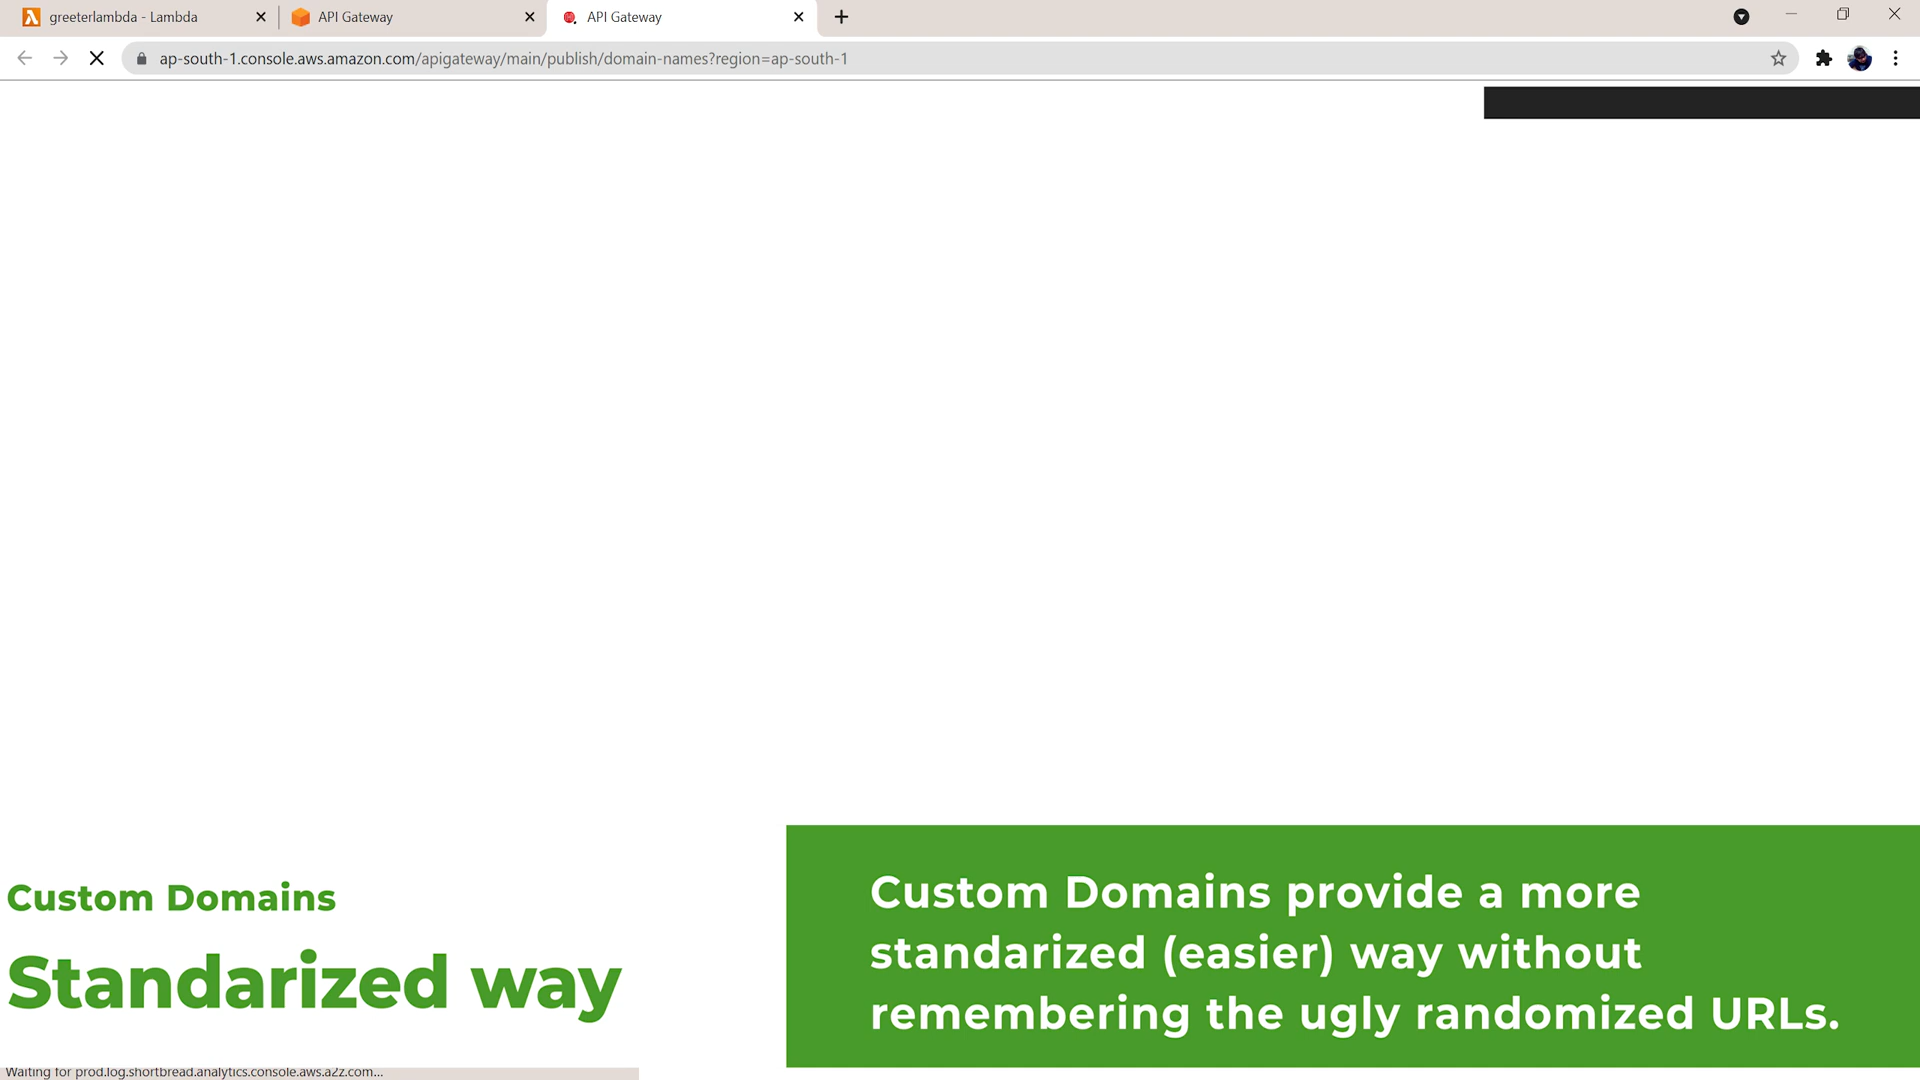 greeterlambda - Lambda
API Gateway
API Gateway
ap-south-1.console.aws.amazon.com/apigateway/main/publish/domain-names?region=ap-south-1
Custom Domains
Standarized way
Custom Domains provide a more
standarized (easier) way without
remembering the ugly randomized URLs.
Waiting for prod.log.shortbread.analytics.console.aws.a2z.com...